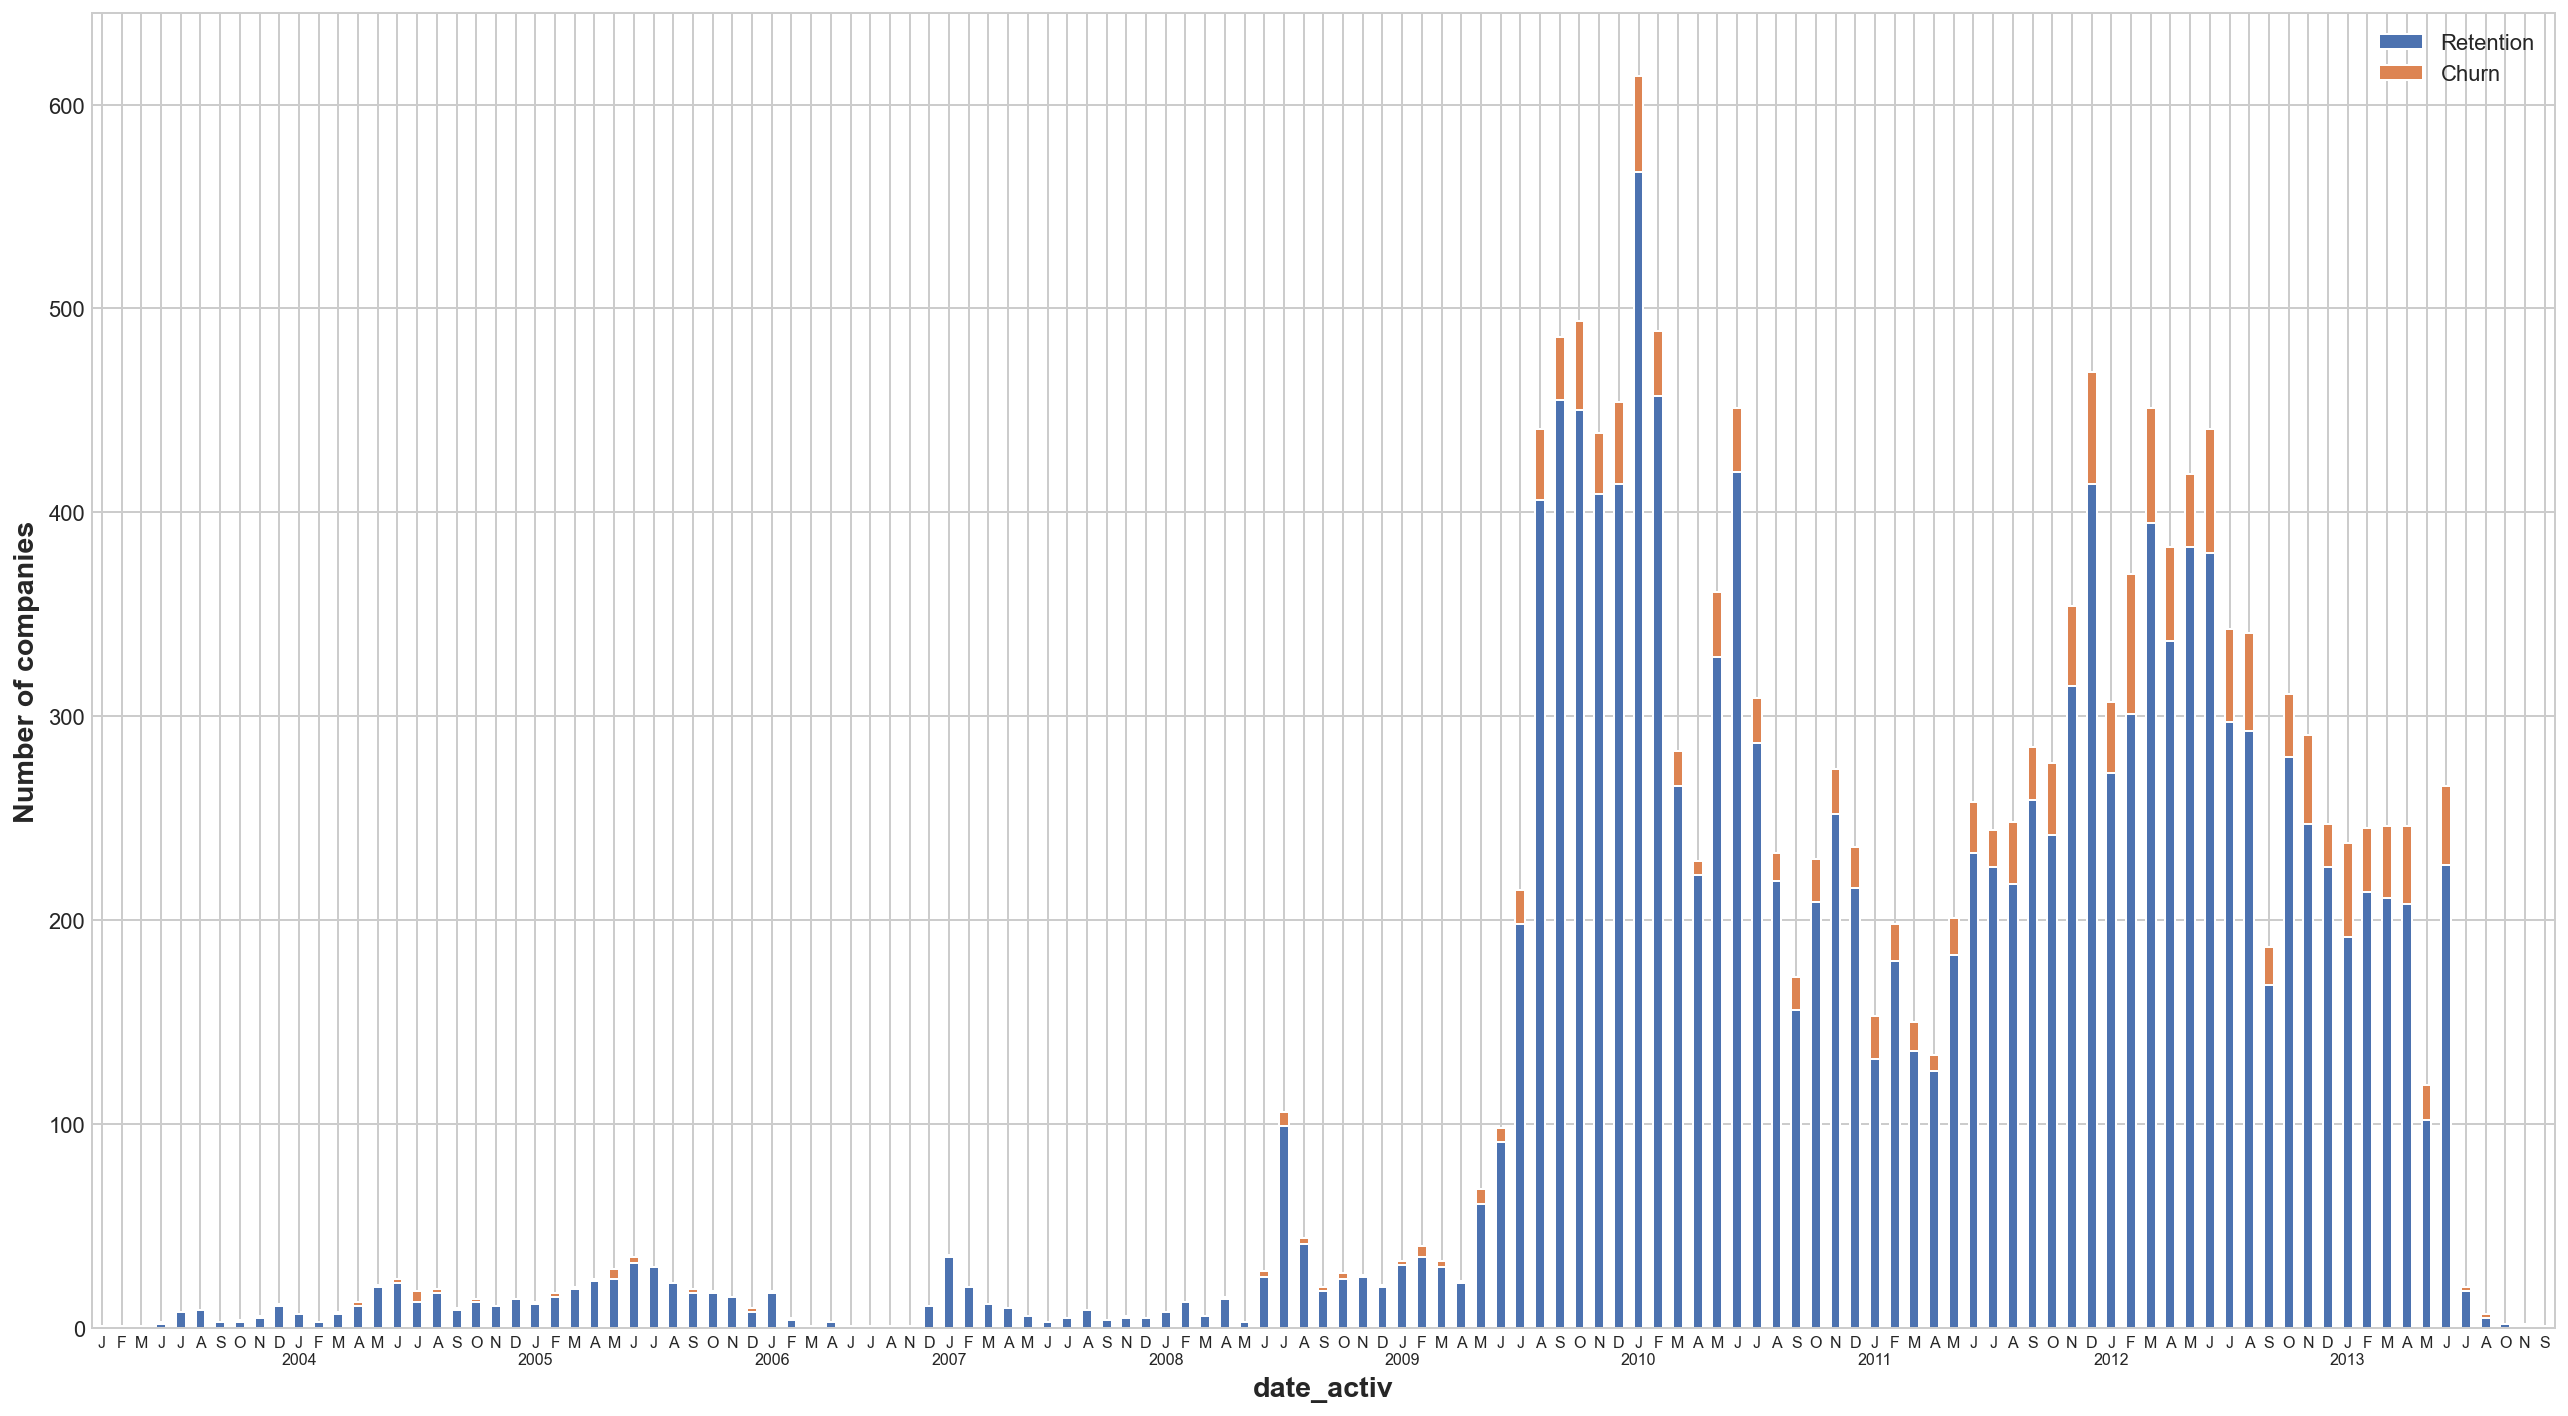 Retention
Churn
600
500
400
300
200
100
0
Number of companies
J F M J J A S O N D J F M A M J J A S O N D J F M A M J J A S O N D J F M A J J A N D J F M A M J J A S N D J F M A M J J A S O N D J F M A M J J A S O N D J F M A M J J A S O N D J F M A M J J A S O N D J F M A M J J A S O N D J F M A M J J A O N S
2004 2005 2006 2007 2008 2009 2010 2011 2012 2013
date_activ